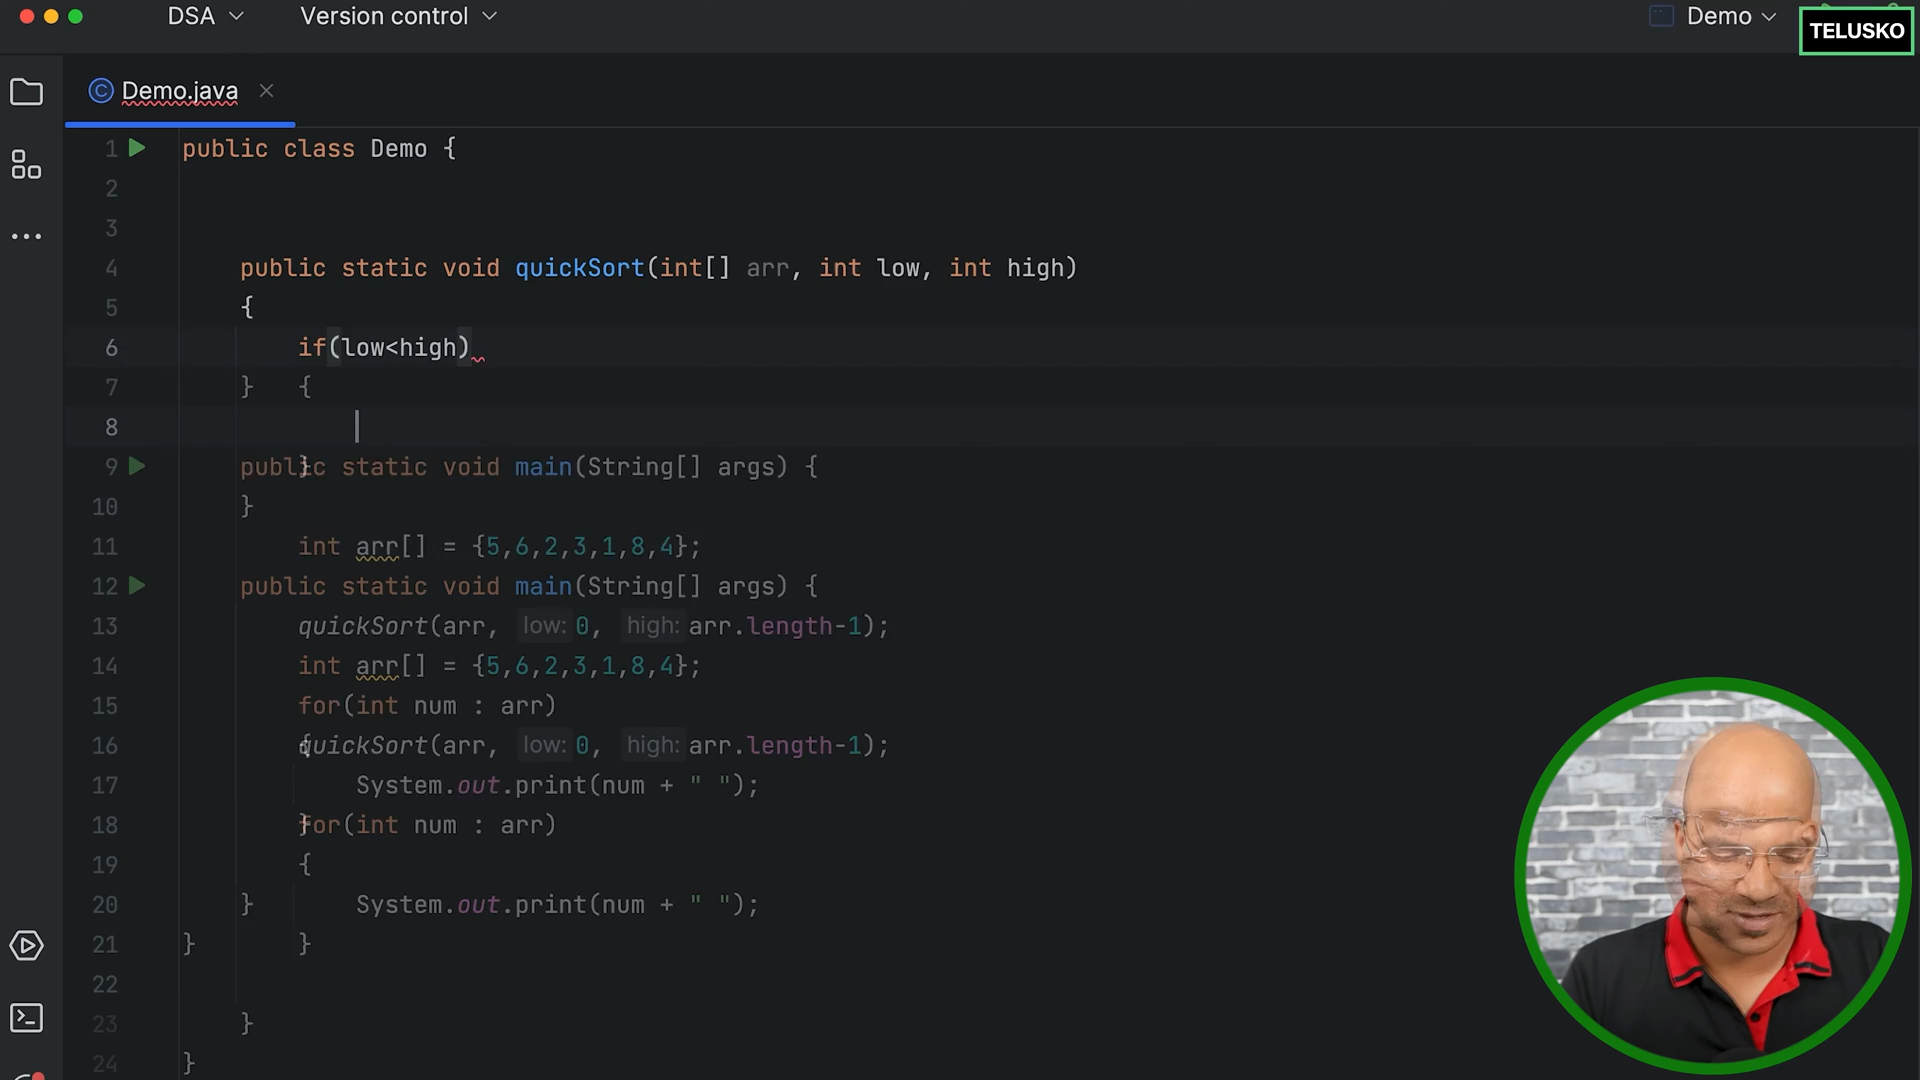 DSA
Version control
Demo
TELUSKO
Demo.java
1 public class Demo {
2
3
4 public static void quickSort(int[] arr, int low, int high)
5 {
6 if(low<high)
7 } {
8
9 public static void main(String[] args) {
}
10 }
11 int arr[] = {5,6,2,3,1,8,4};
12 public static void main(String[] args) {
13 quickSort(arr, low: 0, high: arr.length-1);
14 int arr[] = {5,6,2,3,1,8,4};
15 for(int num : arr)
16 quickSort(arr, low: 0, high: arr.length-1);
{
17 System.out.print(num + " ");
18 for(int num : arr)
}
19 {
20 } System.out.print(num + " ");
21 } }
22
23 }
24 }